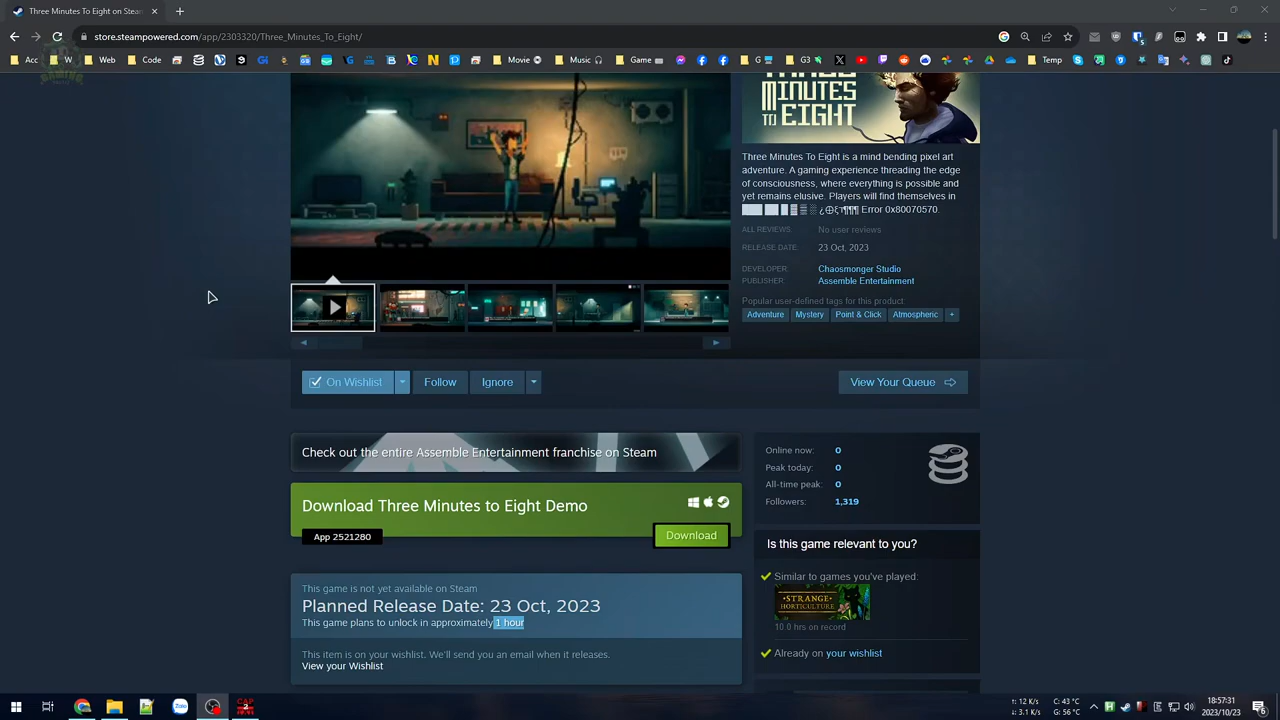 Three Minutes to Eight on Steam
store.steampowered.com/app/2303320/Three_Minutes_To_Eight/
Acc
W
Codi
G
Movie
Music
Game
G
G3
Temp
GAMING
MINUTES
TO EIGHT
Three Minutes To Eight is a mind bending pixel art
adventure. A gaming experience threading the edge
of consciousness, where everything is possible and
yet remains elusive. Players will find themselves in
Error 0x80070570.
ALL REVIEWS: No user reviews
RELEASE DATE: 23 Oct, 2023
DEVELOPER: Chaosmonger Studio
PUBLISHER: Assemble Entertainment
Popular user-defined tags for this product:
Adventure Mystery Point & Click Atmospheric +
On Wishlist Follow Ignore View Your Queue
Check out the entire Assemble Entertainment franchise on Steam
Download Three Minutes to Eight Demo
App 2521280
Download
This game is not yet available on Steam
Planned Release Date: 23 Oct, 2023
This game plans to unlock in approximately 1 hour
This item is on your wishlist. We'll send you an email when it releases.
View your Wishlist
Online now: 0
Peak today: 0
All-time peak: 0
Followers: 1,319
Is this game relevant to you?
Similar to games you've played:
STRANGE
HORTICULTURE
10.0 hrs on record
Already on your wishlist
Zalo
↑: 12 K/s C: 43 °C
↓: 3.1 K/s G: 56 °C
18:57:31
2023/10/23